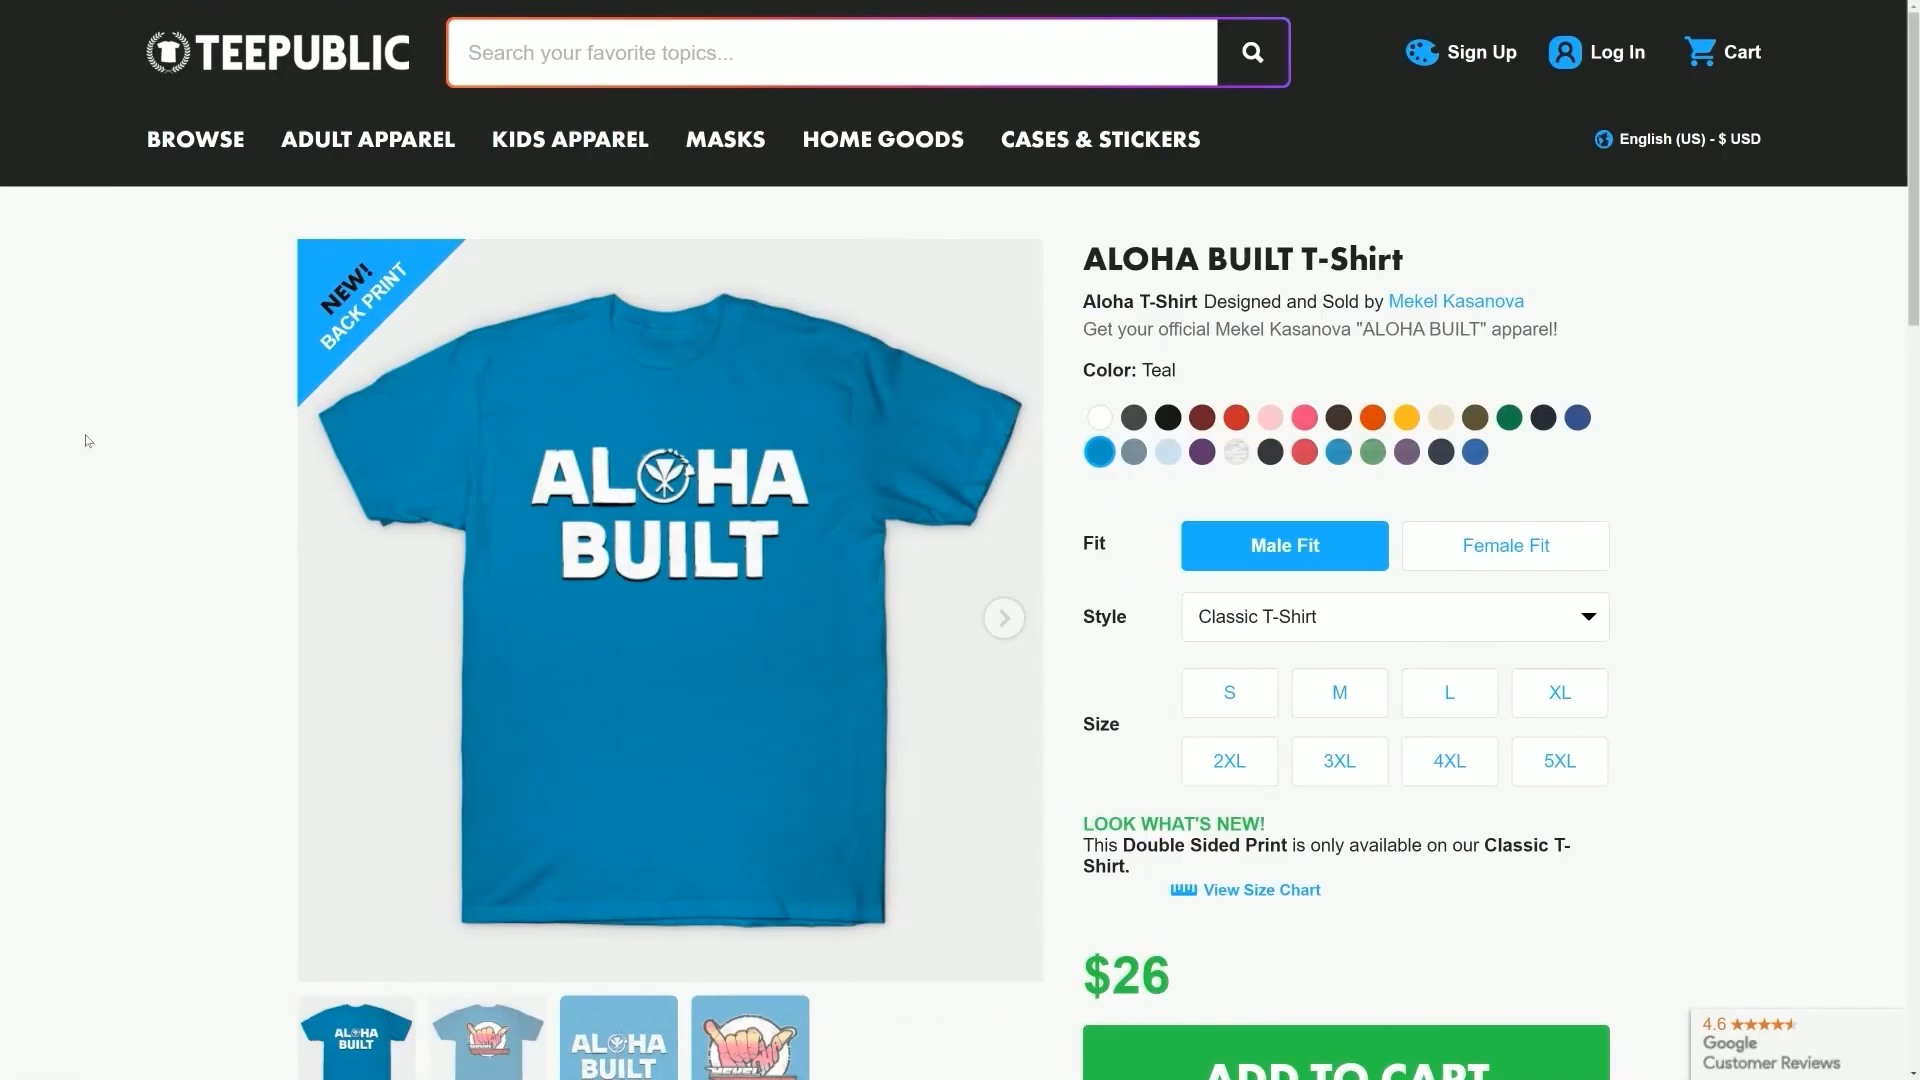 TEEPUBLIC
Search your favorite topics...
Sign Up
Log In
Cart
BROWSE
ADULT APPAREL
KIDS APPAREL
MASKS
HOME GOODS
CASES & STICKERS
English (US) - $ USD
NEW!
BACK PRINT
ALOHA
BUILT
ALOHA BUILT T-Shirt
Aloha T-Shirt Designed and Sold by Mekel Kasanova
Get your official Mekel Kasanova "ALOHA BUILT" apparel!
Color: Teal
Fit
Male Fit
Female Fit
Style
Classic T-Shirt
Size
S
M
L
XL
2XL
3XL
4XL
5XL
LOOK WHAT'S NEW!
This Double Sided Print is only available on our Classic T-
Shirt.
View Size Chart
$26
ADD TO CART
ALOHA
BUILT
ALOHA
BUILT
4.6
Google
Customer Reviews